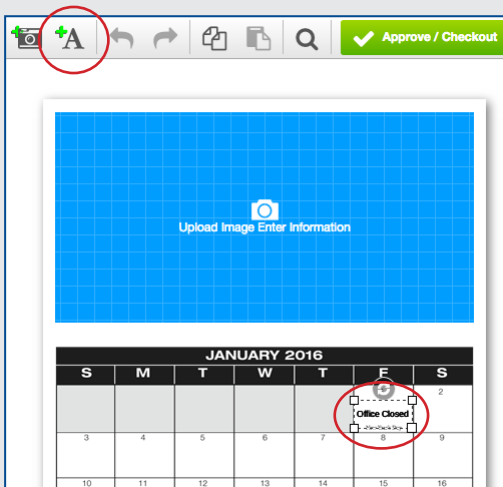 A
Approve / Checkout
Upload Image Enter Information
JANUARY 2016
S M T W T F S
2
Office Closed
3 4 5 6 7 8 9
10 11 12 13 14 15 16